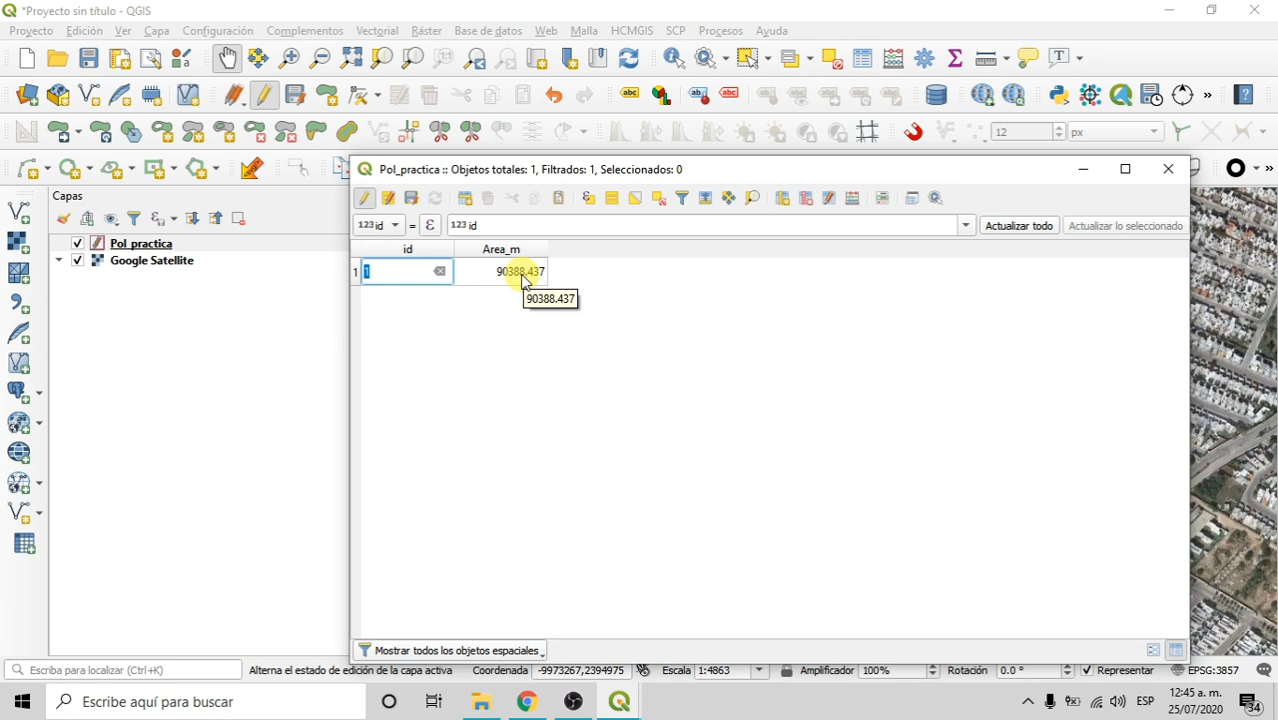 *Proyecto sin título - QGIS
Proyecto Edición Ver Capa Configuración Complementos Vectorial Ráster Base de datos Web Malla HCMGIS SCP Procesos Ayuda
12 px
Capas
Pol_practica
Google Satellite
Pol_practica :: Objetos totales: 1, Filtrados: 1, Seleccionados: 0
123 id = ε 123 id Actualizar todo Actualizar lo seleccionado
id Area_m
1 1 90388.437
90388.437
Mostrar todos los objetos espaciales
Escriba para localizar (Ctrl+K) Alterna el estado de edición de la capa activa Coordenada -9973267,2394975 Escala 1:4863 Amplificador 100% Rotación 0.0 ° Representar EPSG:3857
Escribe aquí para buscar ESP 12:45 a. m.
25/07/2020 34